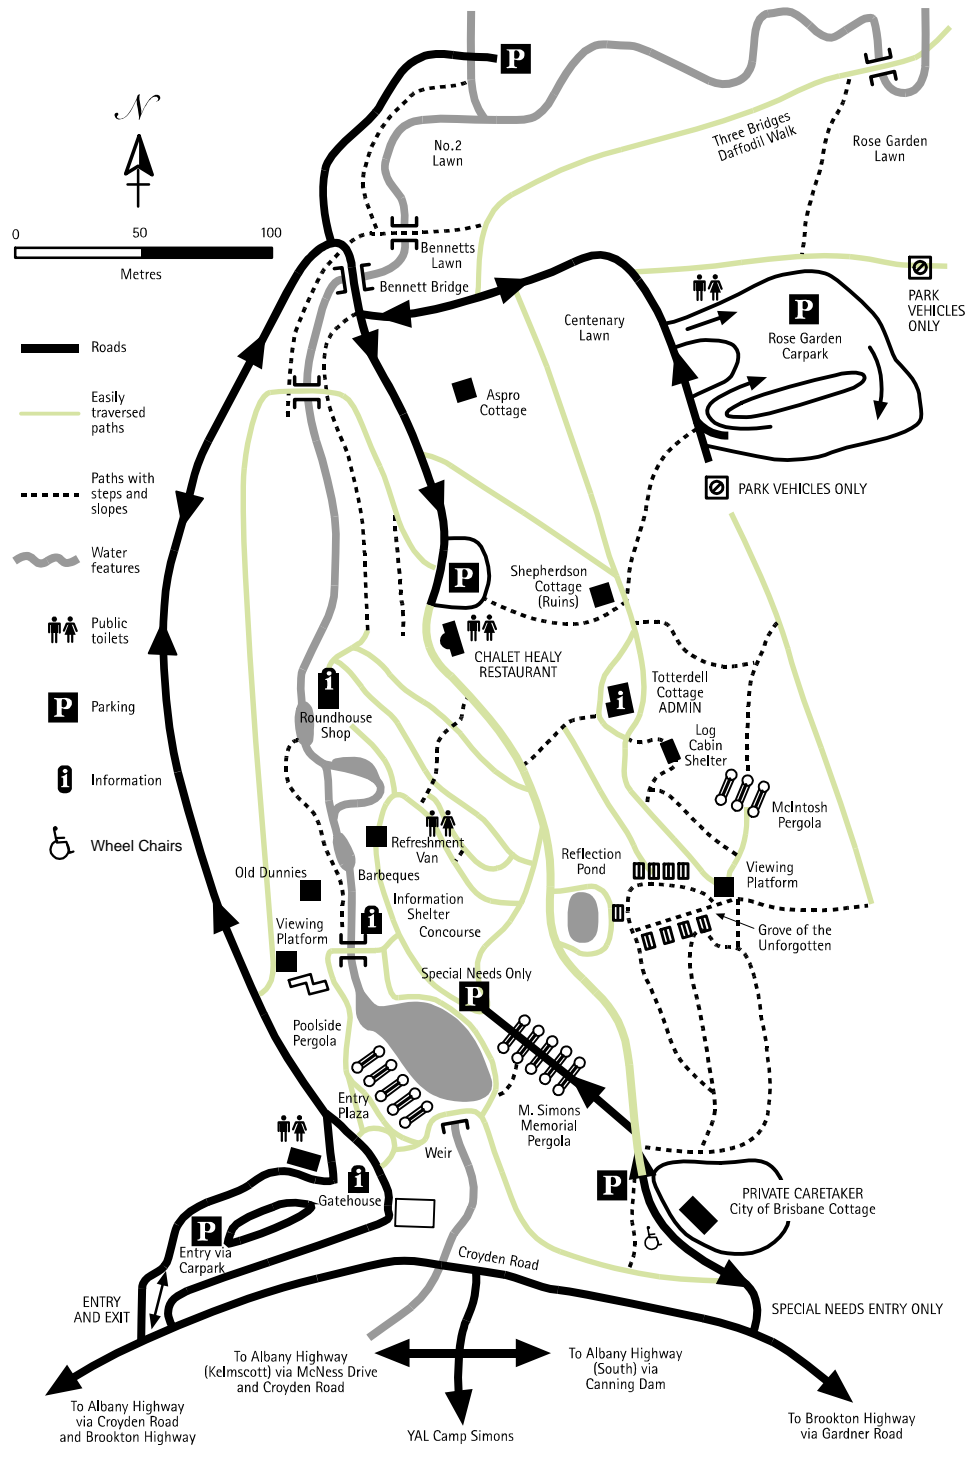 N
P
No.2
Lawn
Three Bridges
Daffodil Walk
Rose Garden
Lawn
0
50
100
Metres
Bennetts
Lawn
Bennett Bridge
PARK
VEHICLES
ONLY
P
Rose Garden
Carpark
Centenary
Lawn
Roads
Easily
traversed
paths
Aspro
Cottage
Paths with
steps and
slopes
PARK VEHICLES ONLY
Water
features
P
Shepherdson
Cottage
(Ruins)
Public
toilets
CHALET HEALY
RESTAURANT
P
Parking
i
Roundhouse
Shop
i
Totterdell
Cottage
ADMIN
Log
Cabin
Shelter
i
Information
McIntosh
Pergola
Wheel Chairs
Refreshment
Van
Reflection
Pond
Old Dunnies
Barbeques
Viewing
Platform
Information
Shelter
i
Concourse
Viewing
Platform
Grove of the
Unforgotten
Special Needs Only
P
Poolside
Pergola
Entry
Plaza
M. Simons
Memorial
Pergola
Weir
i
Gatehouse
P
PRIVATE CARETAKER
City of Brisbane Cottage
P
Entry via
Carpark
Croyden Road
ENTRY
AND EXIT
SPECIAL NEEDS ENTRY ONLY
To Albany Highway
(Kelmscott) via McNess Drive
and Croyden Road
To Albany Highway
(South) via
Canning Dam
To Albany Highway
via Croyden Road
and Brookton Highway
YAL Camp Simons
To Brookton Highway
via Gardner Road